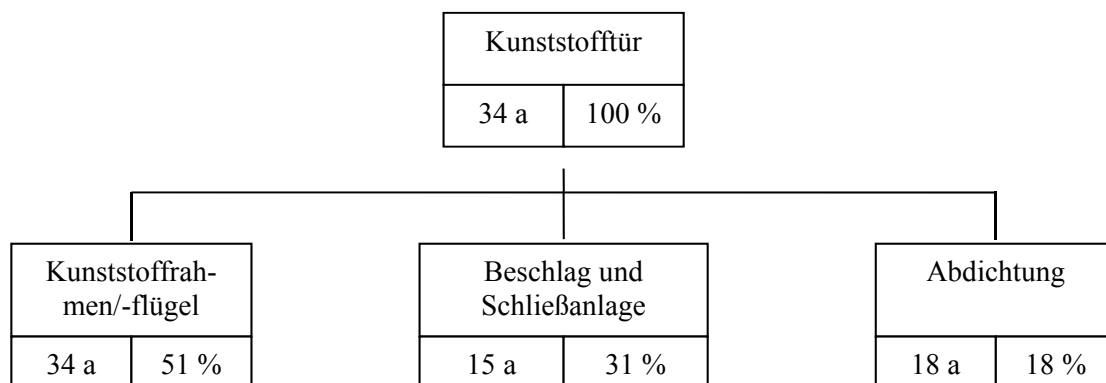 Kunststofftür
34 a 100 %
Kunststoffrah-
men/-flügel
34 a 51 %
Beschlag und
Schließanlage
15 a 31 %
Abdichtung
18 a 18 %